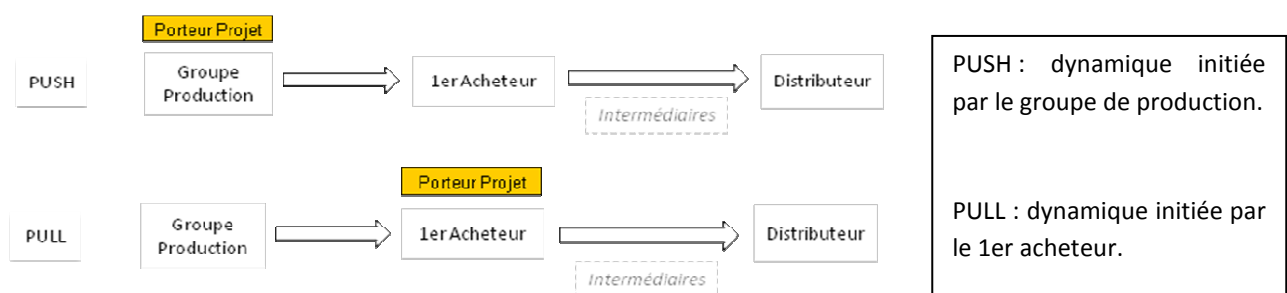 Porteur Projet
PUSH
Groupe
Production
1er Acheteur
Intermédiaires
Distributeur
Porteur Projet
PULL
Groupe
Production
1er Acheteur
Intermédiaires
Distributeur
PUSH : dynamique initiée
par le groupe de production.
PULL : dynamique initiée par
le 1er acheteur.